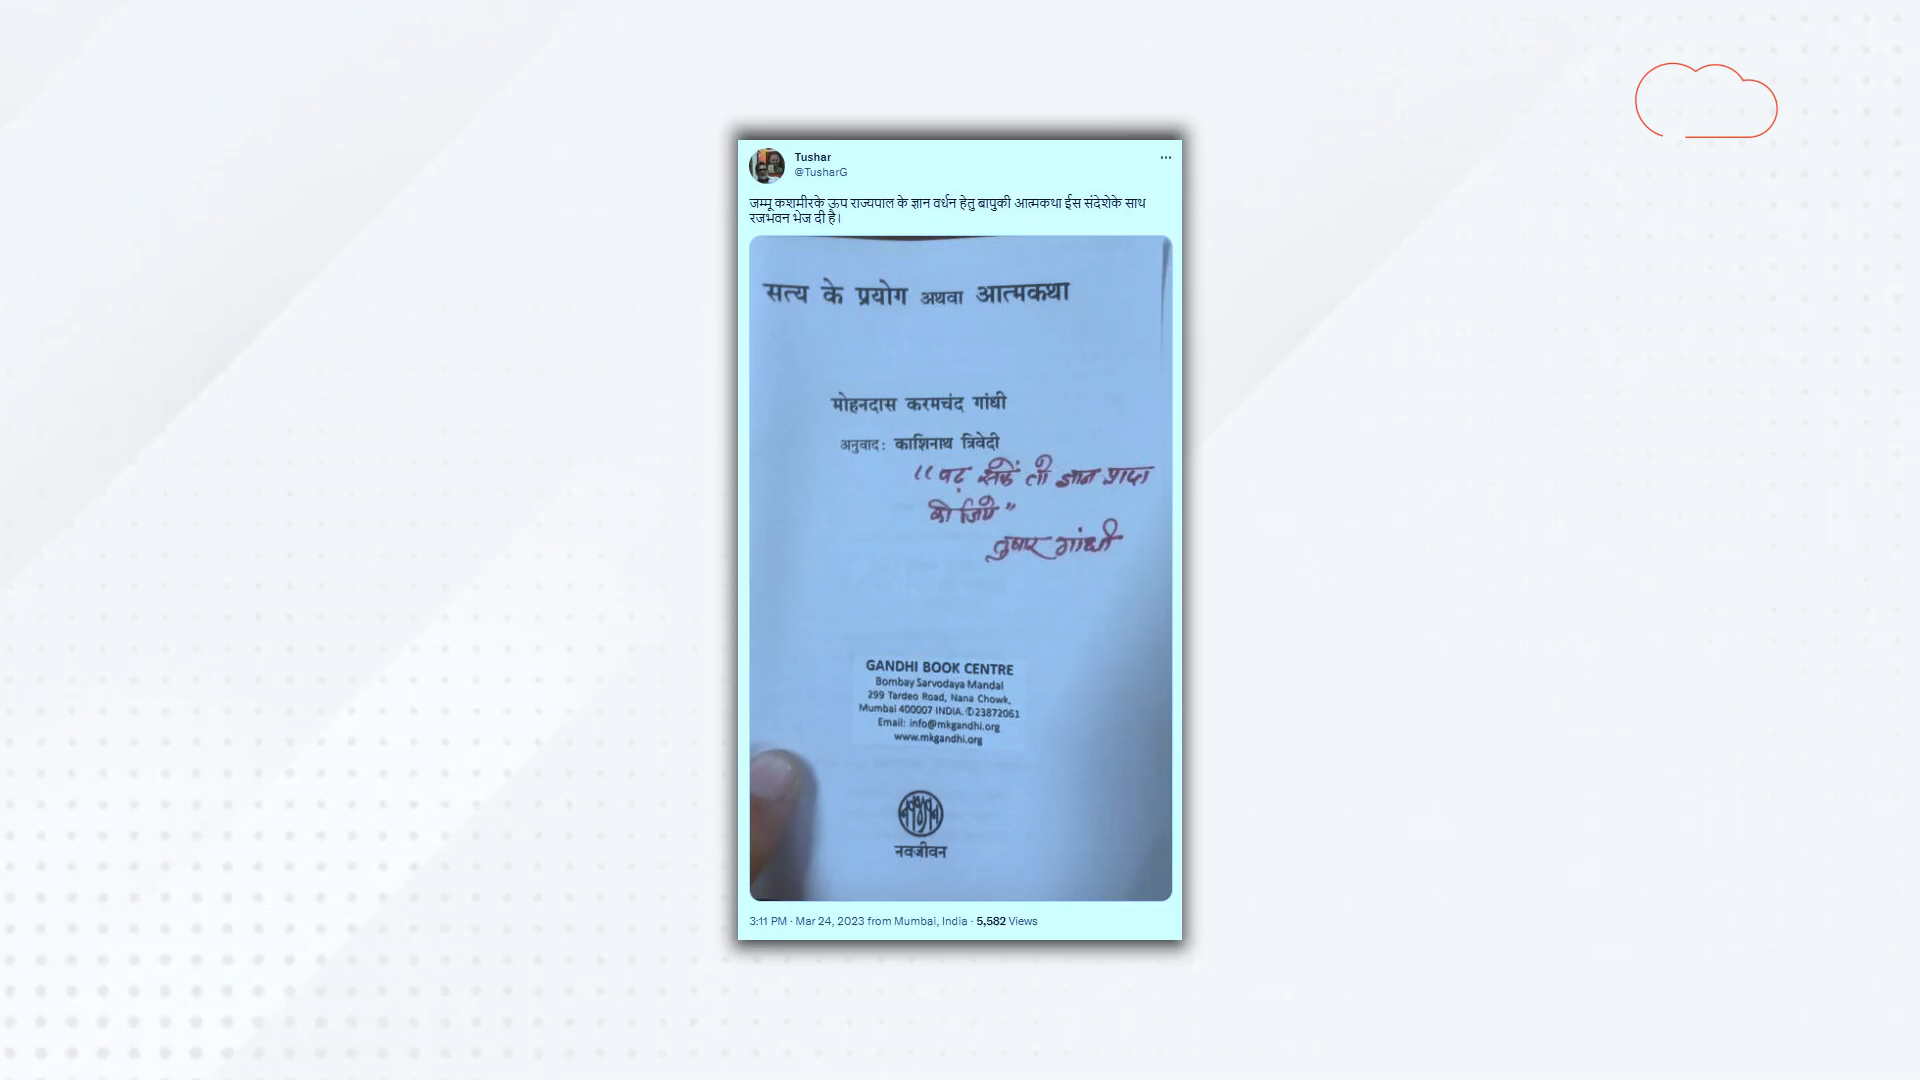 Tushar
@TusharG
जम्मू कशमीरके ऊप राज्यपाल के ज्ञान वर्धन हेतु बापुकी आत्मकथा ईस संदेशेके साथ
रजभवन भेज दी है।
सत्य के प्रयोग अथवा आत्मकथा
मोहनदास करमचंद गांधी
अनुवाद: काशिनाथ त्रिवेदी
"पढ़ सकें तो ज्ञान प्राप्त
कीजिये"
तुषार गांधी
GANDHI BOOK CENTRE
Bombay Sarvodaya Mandal
299 Tardeo Road, Nana Chowk,
Mumbai 400007 INDIA. ✆23872061
Email: info@mkgandhi.org
www.mkgandhi.org
नवजीवन
नवजीवन
3:11 PM · Mar 24, 2023 from Mumbai, India · 5,582 Views